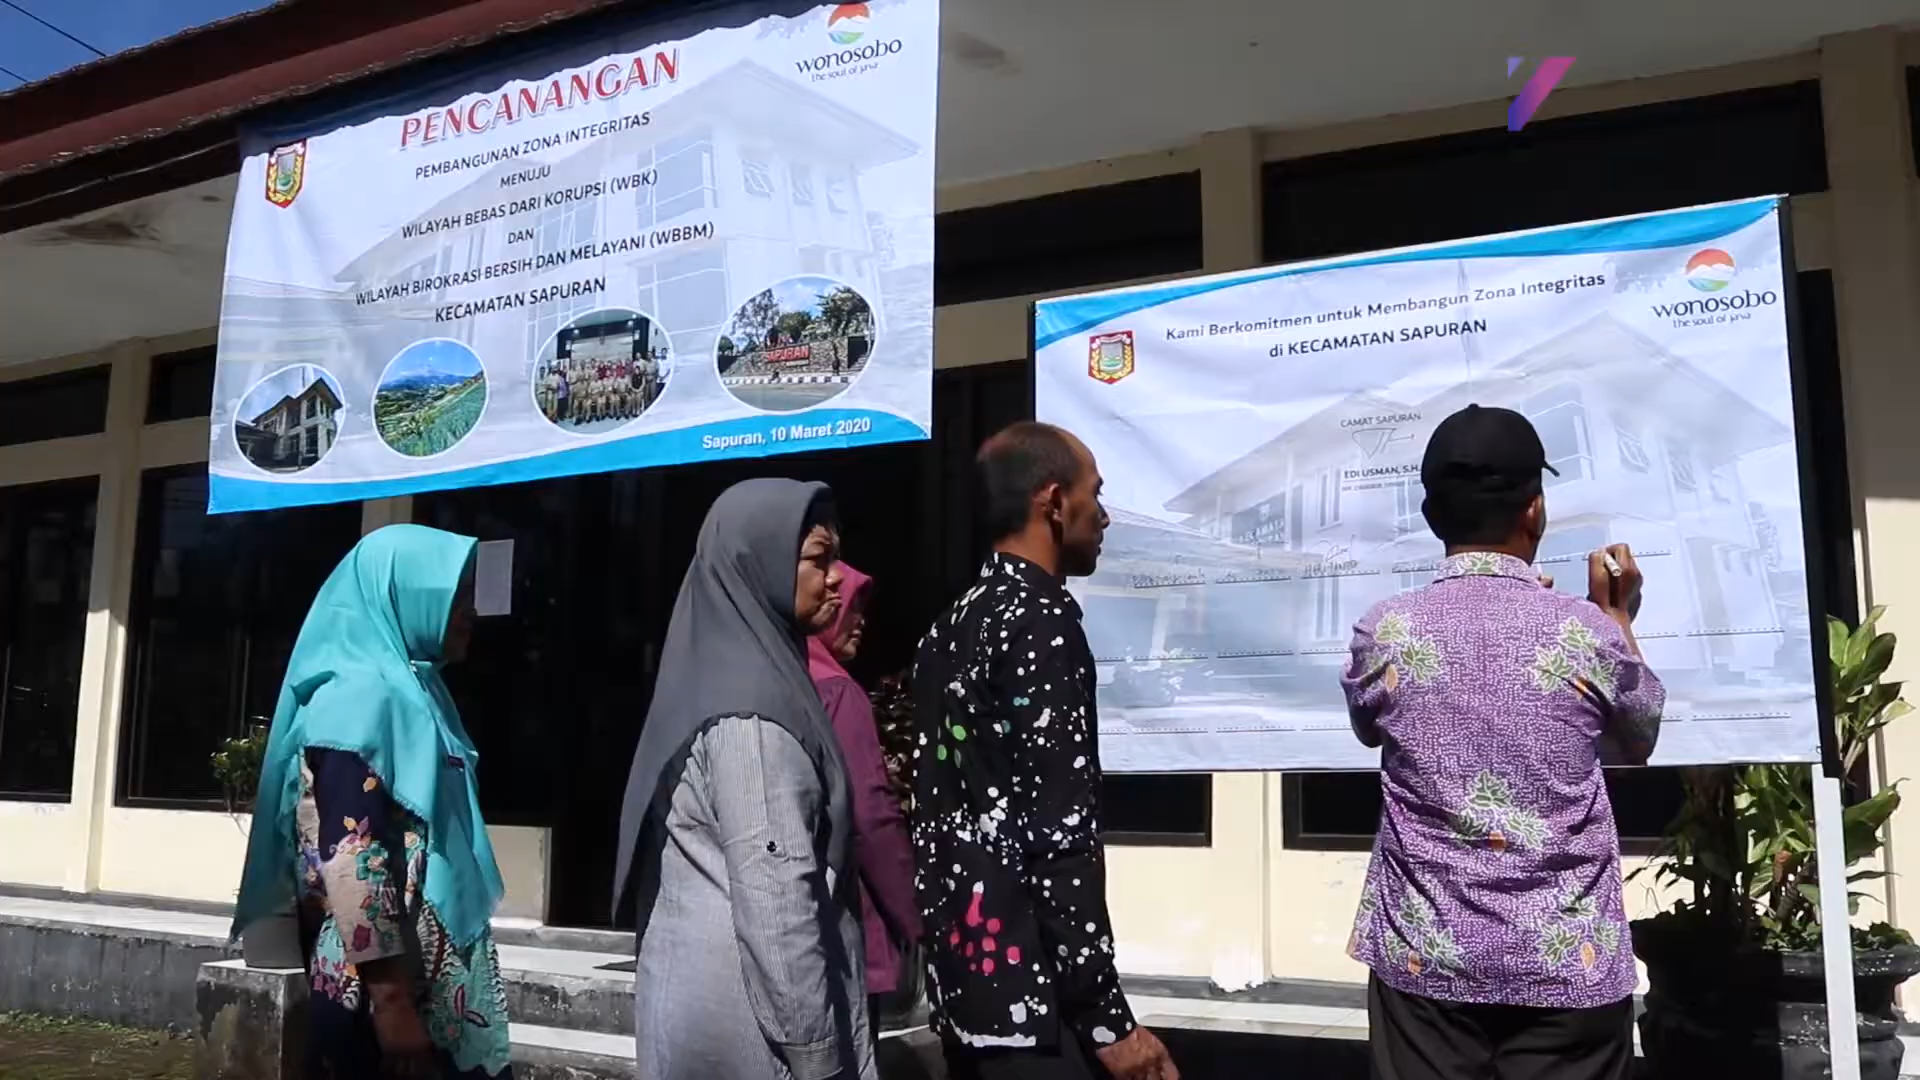 wonosobo
the soul of java
PENCANANGAN
PEMBANGUNAN ZONA INTEGRITAS
MENUJU
WILAYAH BEBAS DARI KORUPSI (WBK)
DAN
WILAYAH BIROKRASI BERSIH DAN MELAYANI (WBBM)
KECAMATAN SAPURAN
SAPURAN
Sapuran, 10 Maret 2020
Kami Berkomitmen untuk Membangun Zona Integritas
di KECAMATAN SAPURAN
wonosobo
the soul of java
CAMAT SAPURAN
EDI USMAN, S.H.